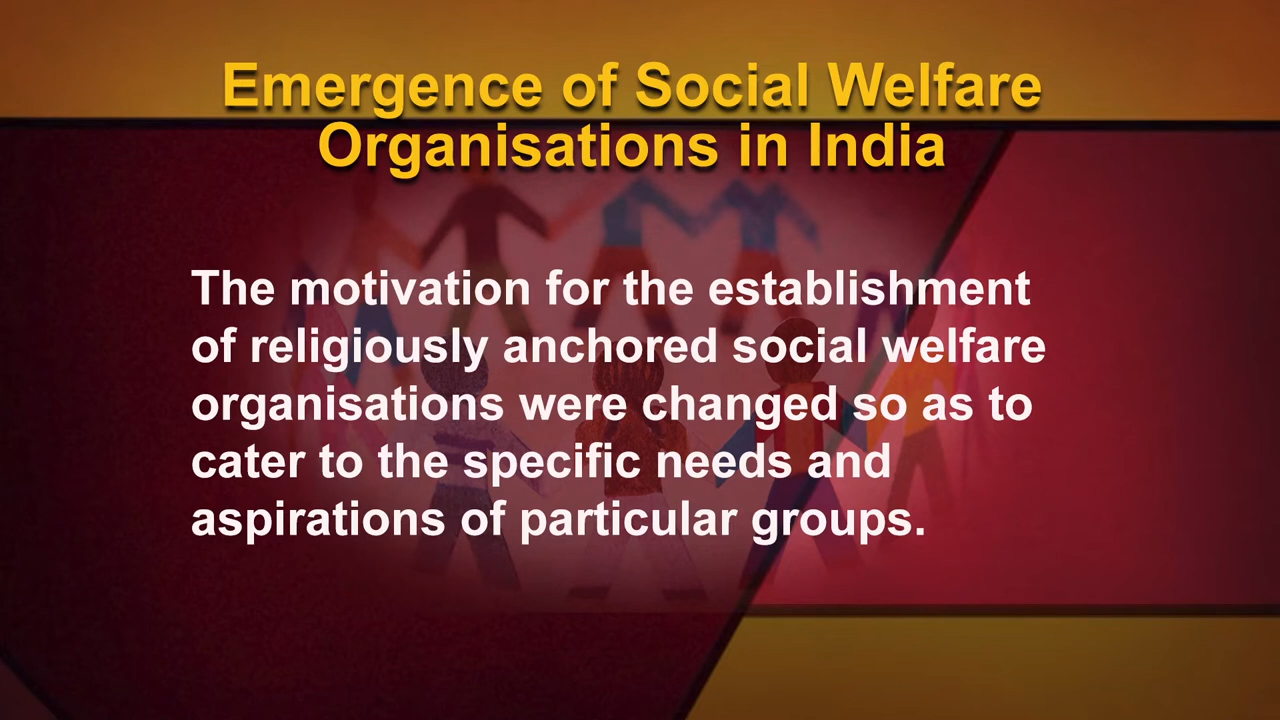 Emergence of Social Welfare
Organisations in India
The motivation for the establishment
of religiously anchored social welfare
organisations were changed so as to
cater to the specific needs and
aspirations of particular groups.